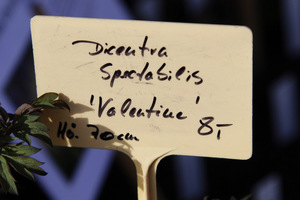 Dicentra
Spectabilis
'Valentine' 8,-
Hö. 70cm